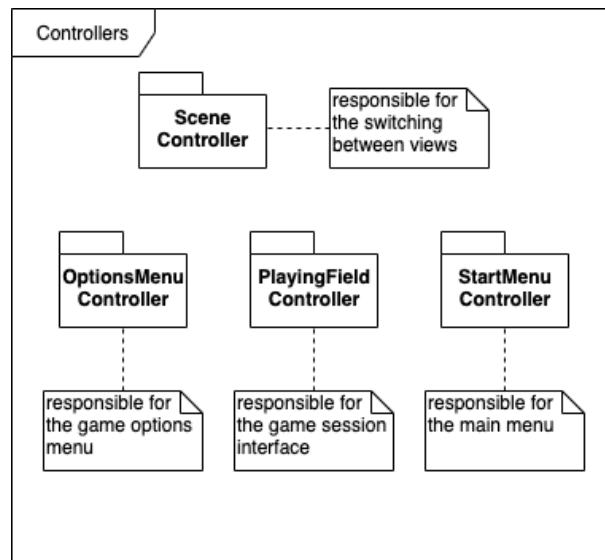 Controllers
Scene
Controller
responsible for
the switching
between views
OptionsMenu
Controller
PlayingField
Controller
StartMenu
Controller
responsible for
the game options
menu
responsible for
the game session
interface
responsible for
the main menu